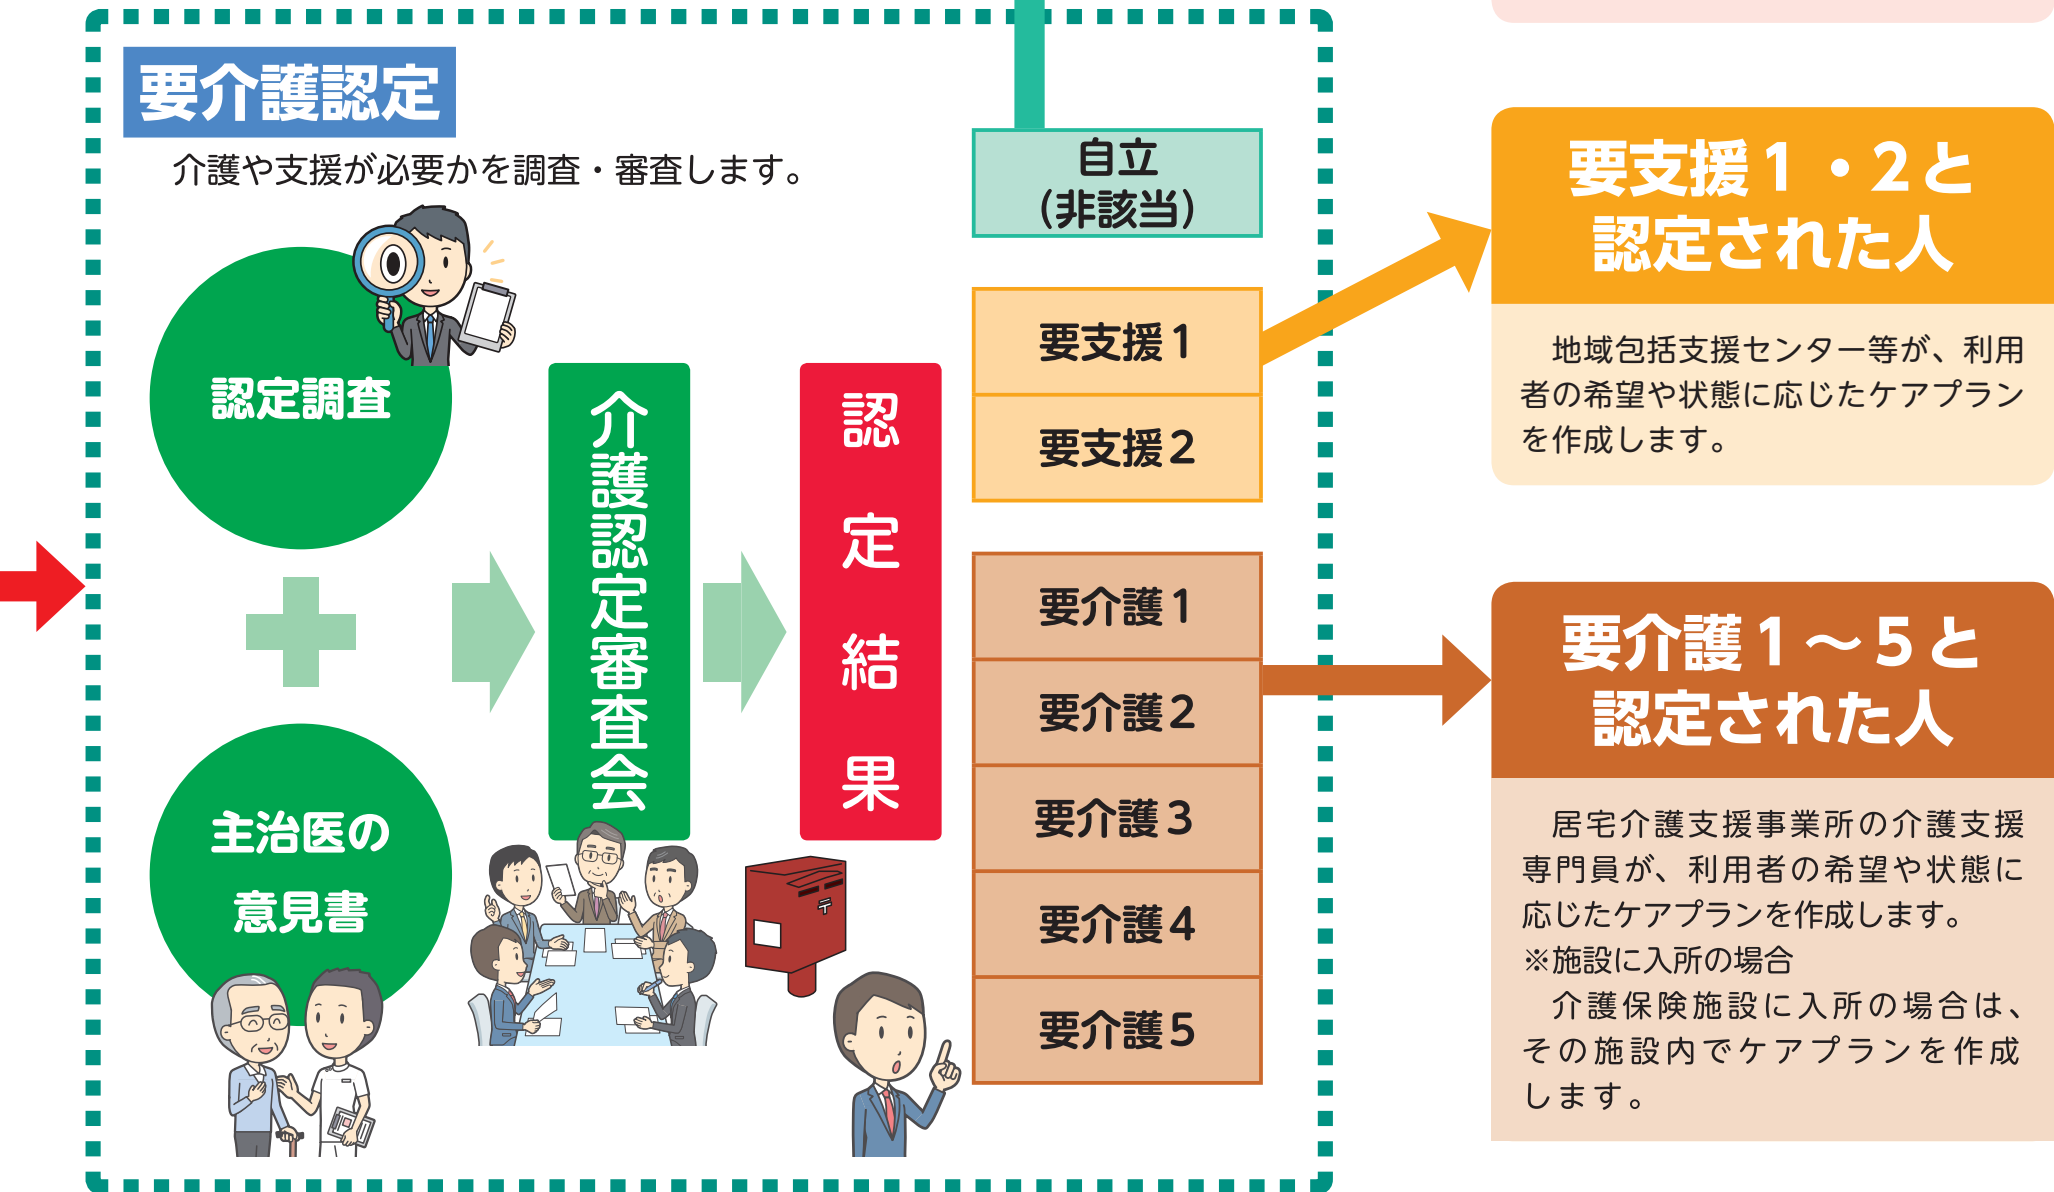 要介護認定
介護や支援が必要かを調査・審査します。
認定調査
主治医の
意見書
介護認定審査会
認定結果
自立
(非該当)
要支援1
要支援2
要介護1
要介護2
要介護3
要介護4
要介護5
要支援1・2と
認定された人
地域包括支援センター等が、利用
者の希望や状態に応じたケアプラン
を作成します。
要介護1～5と
認定された人
居宅介護支援事業所の介護支援
専門員が、利用者の希望や状態に
応じたケアプランを作成します。
※施設に入所の場合
介護保険施設に入所の場合は、
その施設内でケアプランを作成
します。